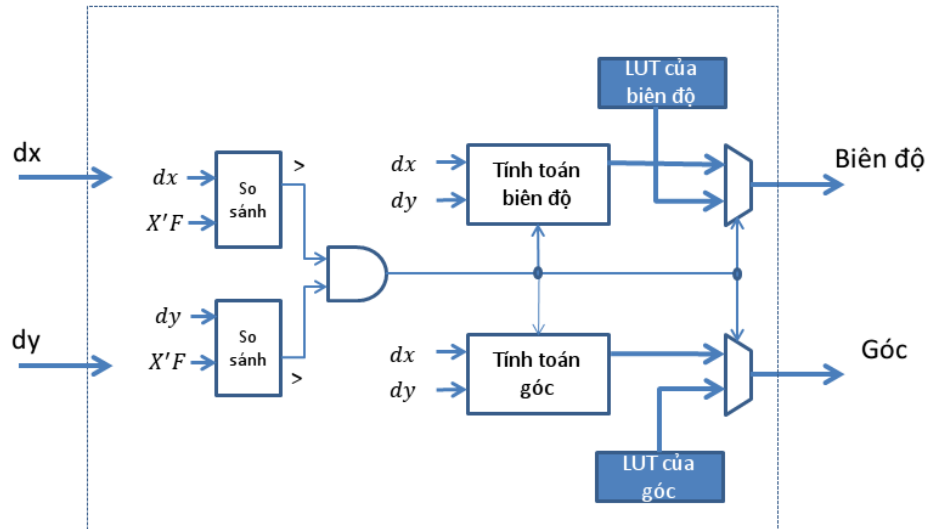 LUT của
biên độ
dx
Biên độ
>
dx
So
sánh
X'F
dx
dy
Tính toán
biên độ
dy
dy
X'F
So
sánh
>
dx
dy
Tính toán
góc
Góc
LUT của
góc